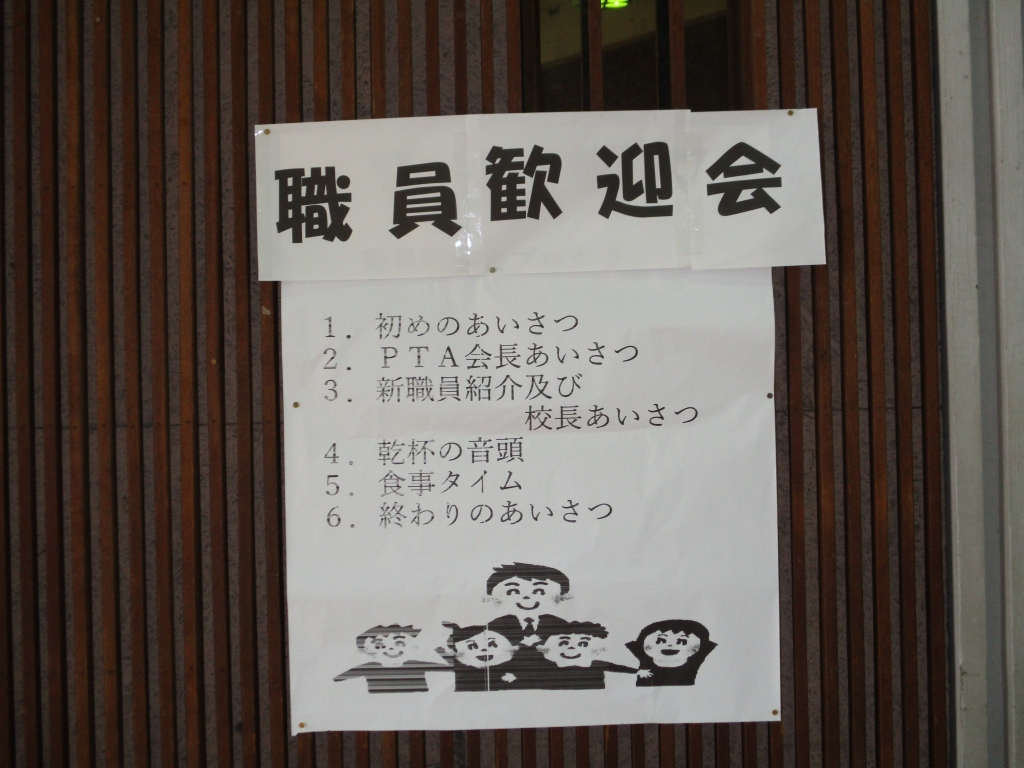 職員歓迎会
１．初めのあいさつ
２．ＰＴＡ会長あいさつ
３．新職員紹介及び
校長あいさつ
４．乾杯の音頭
５．食事タイム
６．終わりのあいさつ